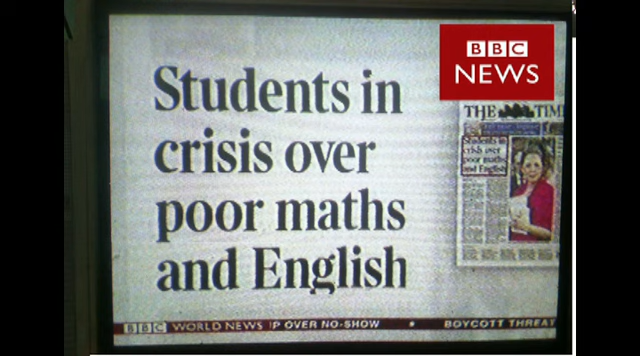 BBC
NEWS
Students in
crisis over
poor maths
and English
THE TIM
Students in
crisis over
poor maths
and English
BBC WORLD NEWS 'P OVER NO-SHOW * BOYCOTT THREAT